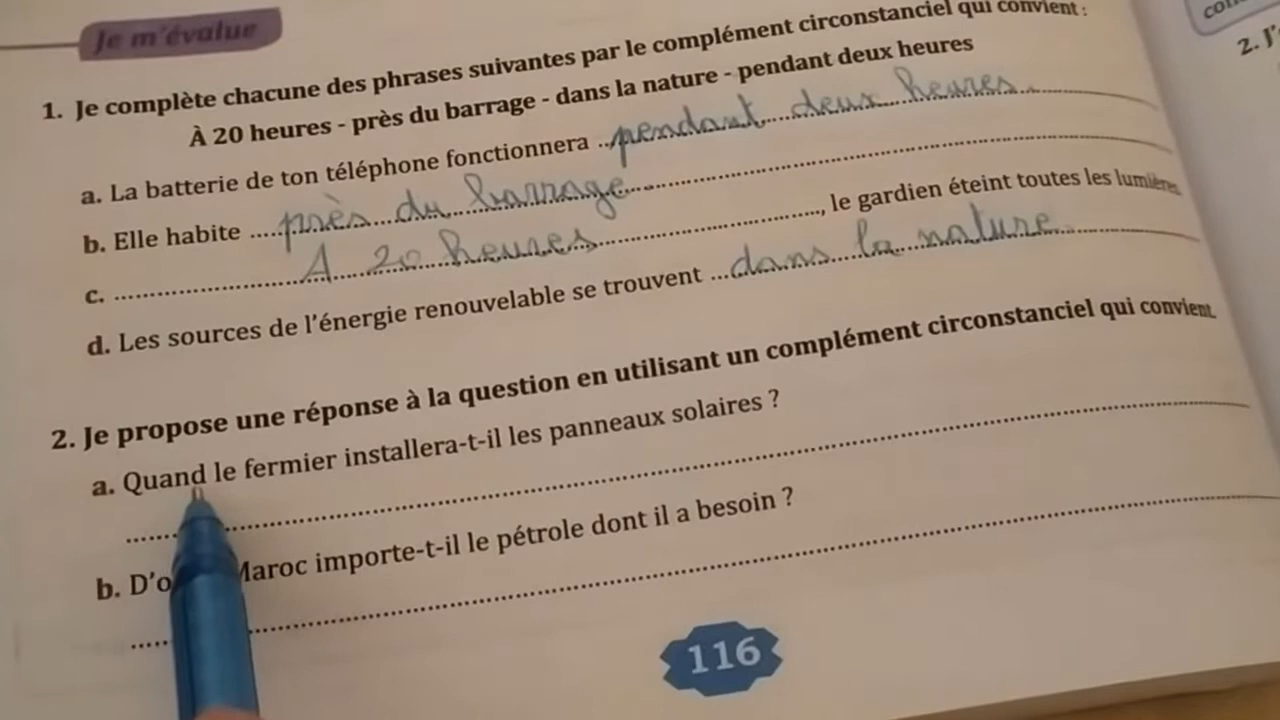 Je m'évalue
1. Je complète chacune des phrases suivantes par le complément circonstanciel qui convient :
À 20 heures - près du barrage - dans la nature - pendant deux heures
a. La batterie de ton téléphone fonctionnera pendant deux heures.
b. Elle habite près du barrage
c. A 20 heures, le gardien éteint toutes les lumières
d. Les sources de l'énergie renouvelable se trouvent dans la nature.
2. Je propose une réponse à la question en utilisant un complément circonstanciel qui convient.
a. Quand le fermier installera-t-il les panneaux solaires ?
b. D'o Maroc importe-t-il le pétrole dont il a besoin ?
116
2. J'